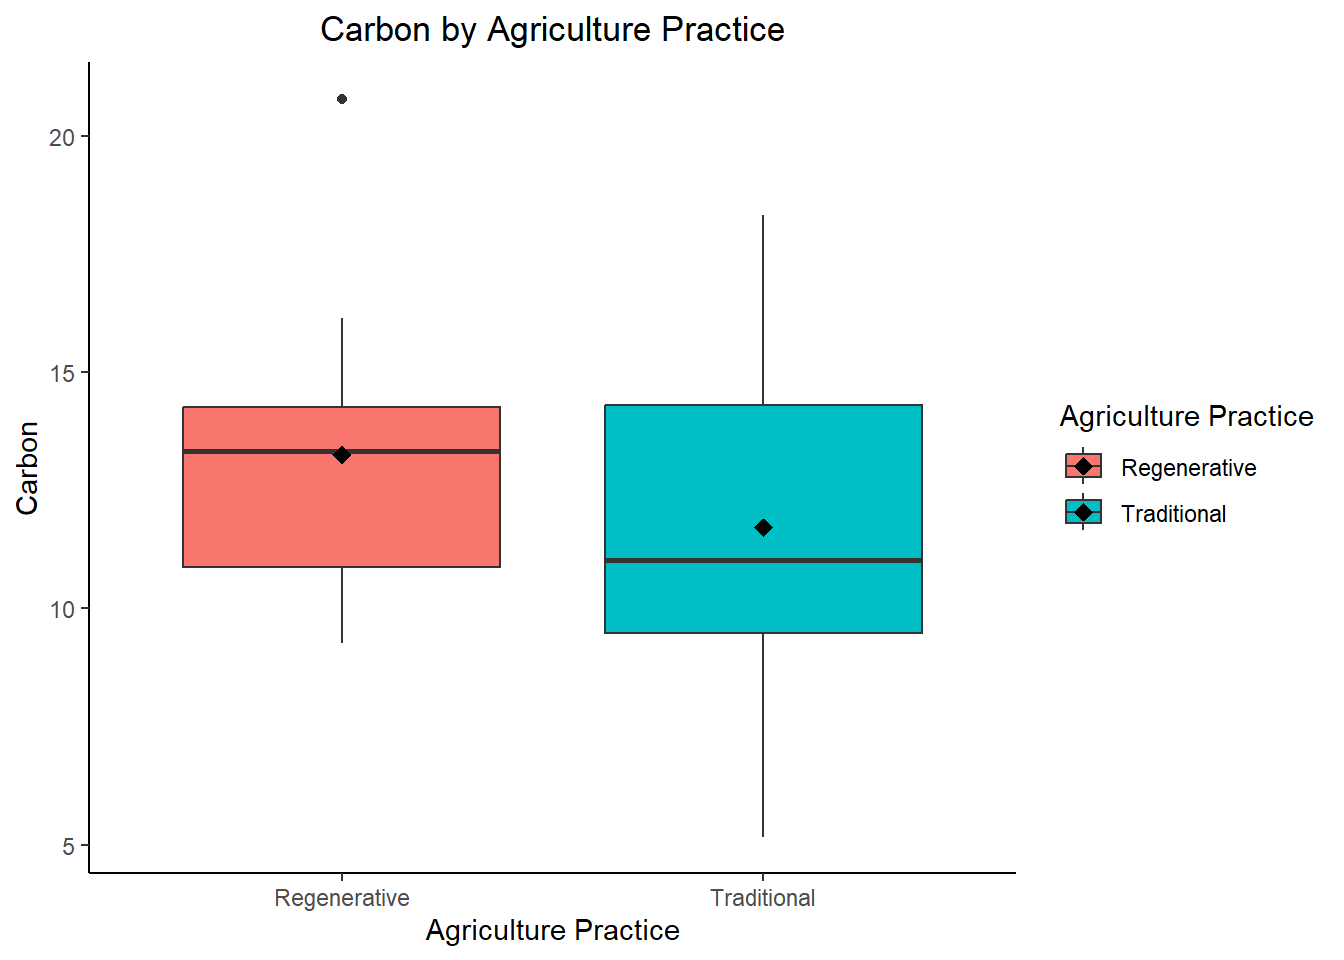 Carbon by Agriculture Practice
Carbon
20
15
10
5
Regenerative
Traditional
Agriculture Practice
Agriculture Practice
Regenerative
Traditional